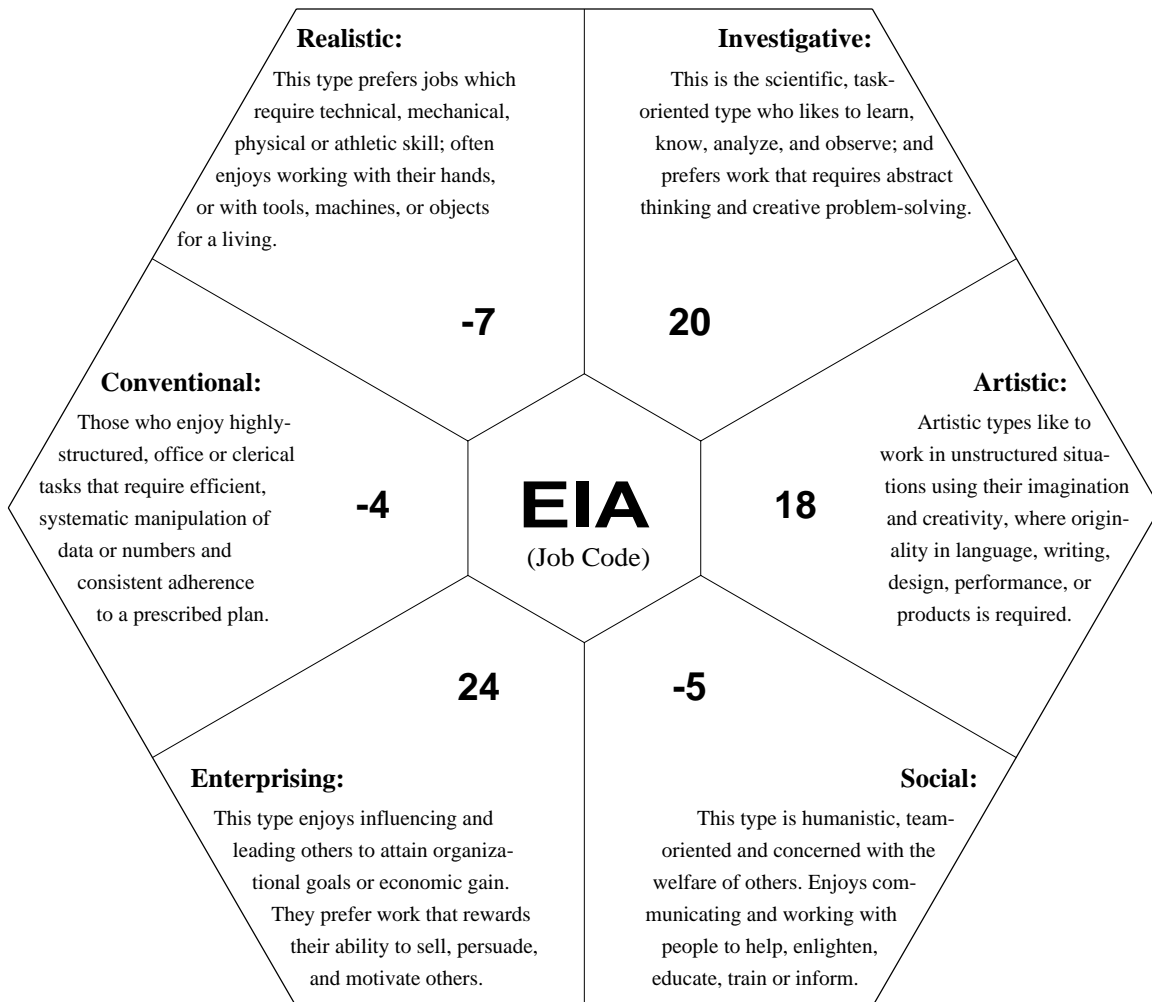 Realistic:
This type prefers jobs which
require technical, mechanical,
physical or athletic skill; often
enjoys working with their hands,
or with tools, machines, or objects
for a living.
-7
Investigative:
This is the scientific, task-
oriented type who likes to learn,
know, analyze, and observe; and
prefers work that requires abstract
thinking and creative problem-solving.
20
Conventional:
Those who enjoy highly-
structured, office or clerical
tasks that require efficient,
systematic manipulation of
data or numbers and
consistent adherence
to a prescribed plan.
-4
EIA
(Job Code)
Artistic:
Artistic types like to
work in unstructured situa-
tions using their imagination
and creativity, where origin-
ality in language, writing,
design, performance, or
products is required.
18
24
Enterprising:
This type enjoys influencing and
leading others to attain organiza-
tional goals or economic gain.
They prefer work that rewards
their ability to sell, persuade,
and motivate others.
-5
Social:
This type is humanistic, team-
oriented and concerned with the
welfare of others. Enjoys com-
municating and working with
people to help, enlighten,
educate, train or inform.